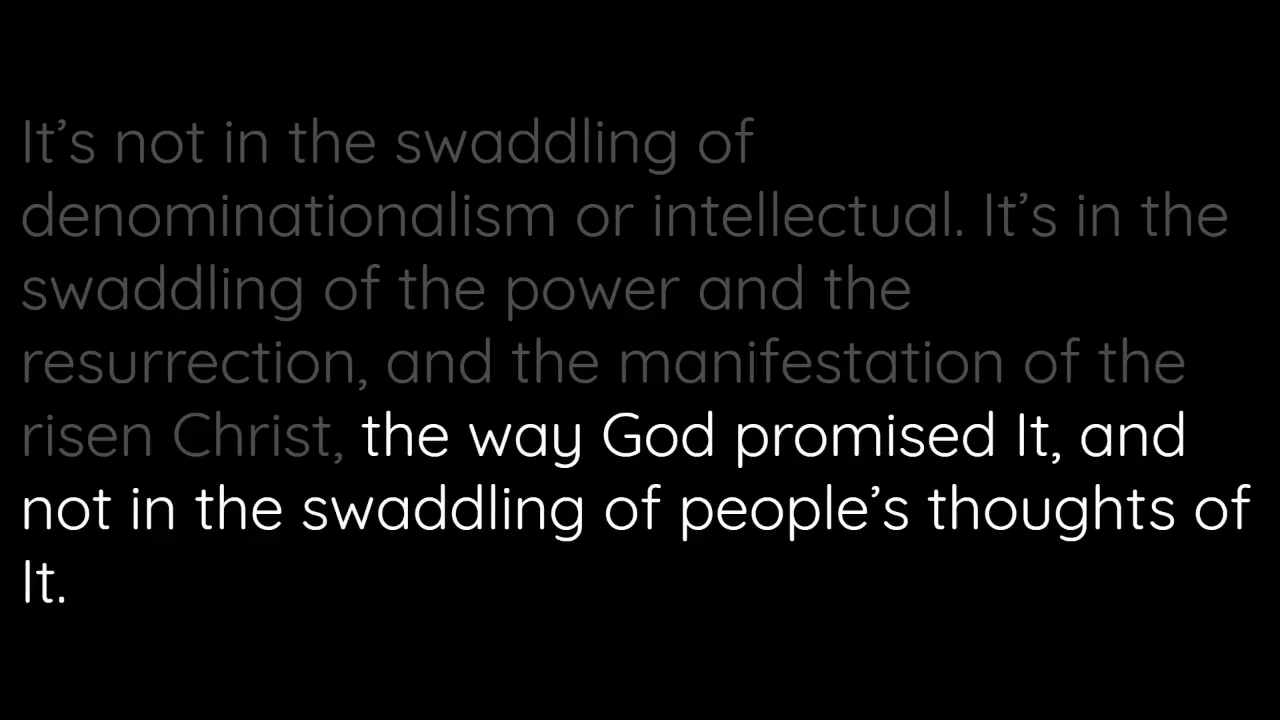 It’s not in the swaddling of
denominationalism or intellectual. It’s in the
swaddling of the power and the
resurrection, and the manifestation of the
risen Christ, the way God promised It, and
not in the swaddling of people’s thoughts of
It.